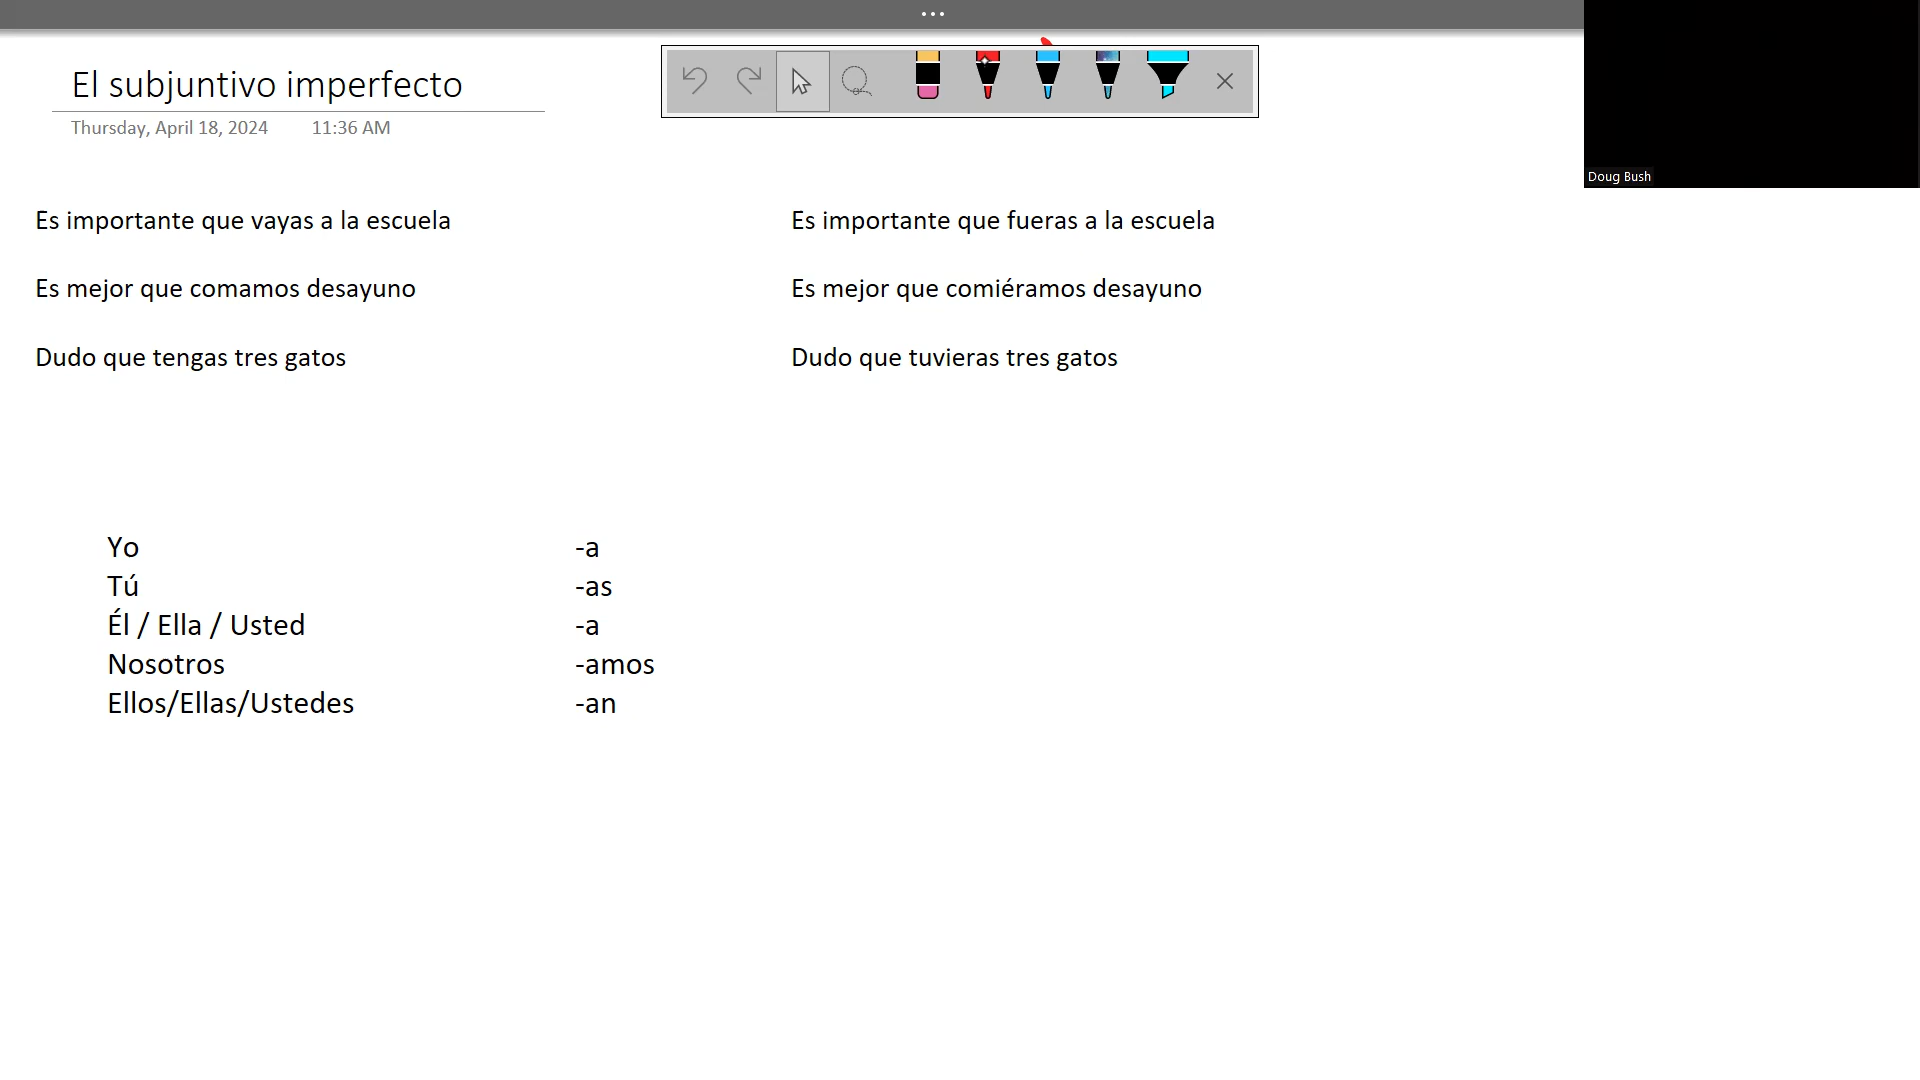 El subjuntivo imperfecto
Thursday, April 18, 2024 11:36 AM
Doug Bush
Es importante que vayas a la escuela
Es importante que fueras a la escuela
Es mejor que comamos desayuno
Es mejor que comiéramos desayuno
Dudo que tengas tres gatos
Dudo que tuvieras tres gatos
Yo -a
Tú -as
Él / Ella / Usted -a
Nosotros -amos
Ellos/Ellas/Ustedes -an